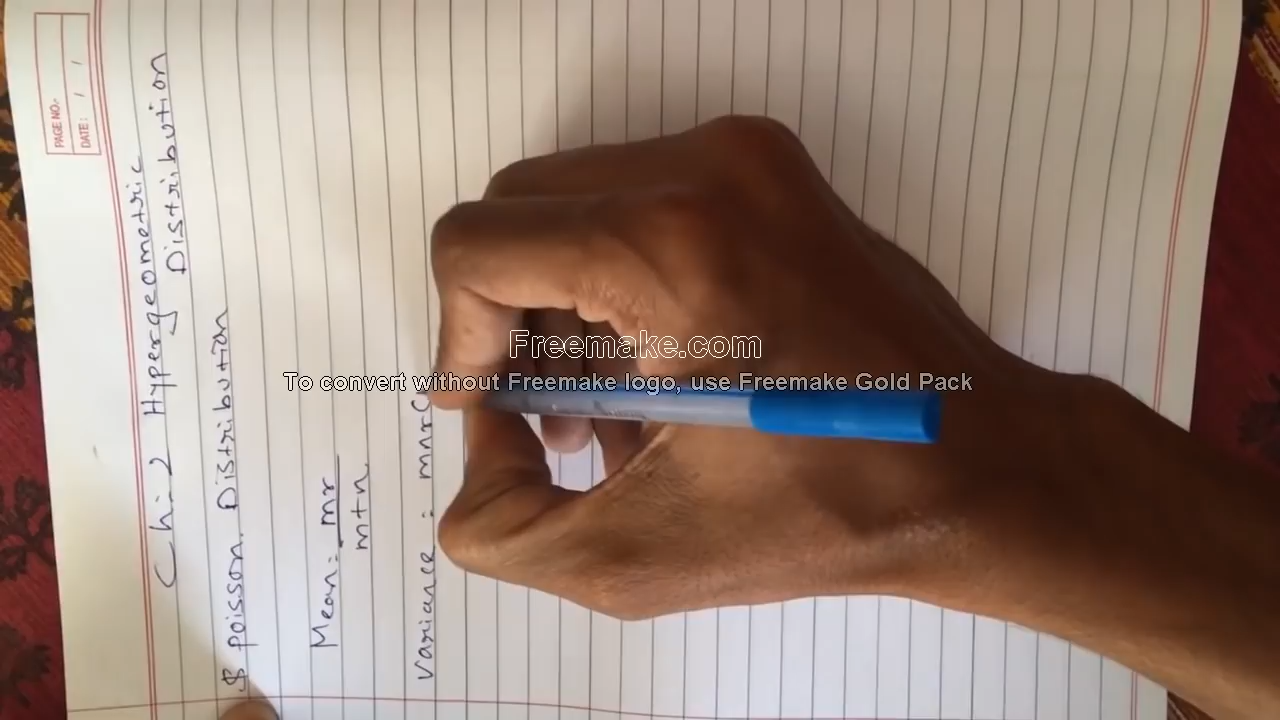 PAGE NO.:
DATE: / /
Ch:-2 Hypergeometric
Distribution
$ poisson Distribution
Mean = mr
m+n
Variance = mnr(
Freemake.com
To convert without Freemake logo, use Freemake Gold Pack